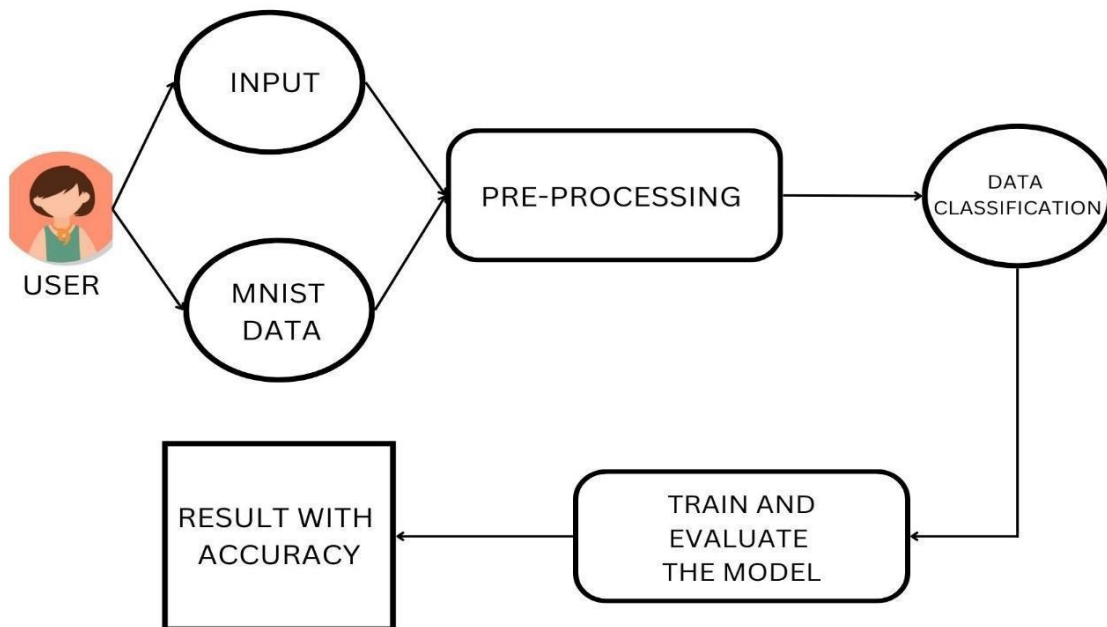 INPUT
USER
MNIST
DATA
PRE-PROCESSING
DATA
CLASSIFICATION
TRAIN AND
EVALUATE
THE MODEL
RESULT WITH
ACCURACY